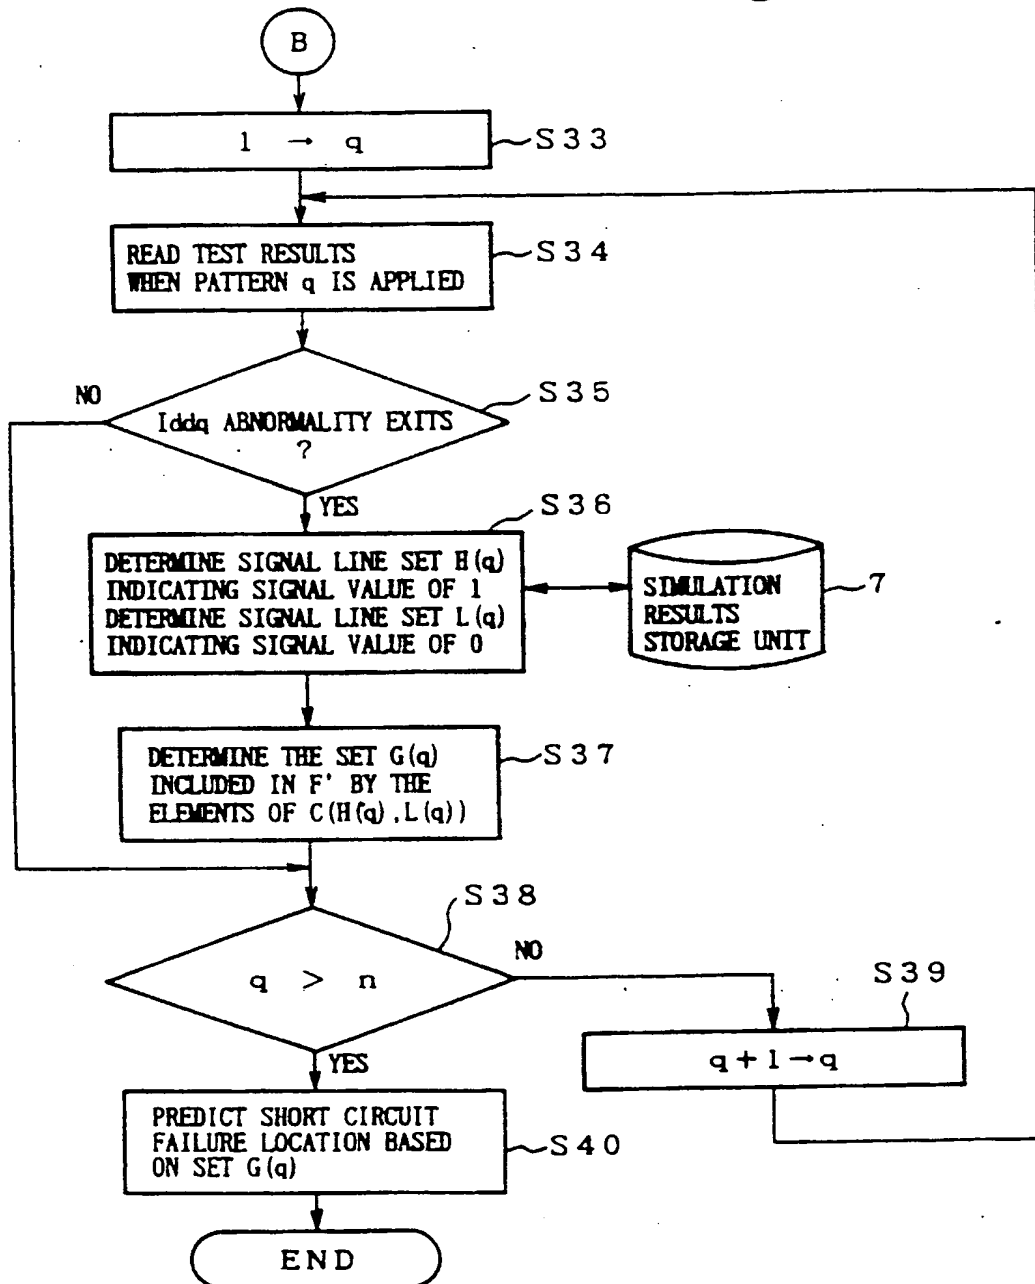 B
1 → q
S33
READ TEST RESULTS
WHEN PATTERN q IS APPLIED
S34
NO
Iddq ABNORMALITY EXITS
?
S35
YES
S36
DETERMINE SIGNAL LINE SET H(q)
INDICATING SIGNAL VALUE OF 1
DETERMINE SIGNAL LINE SET L(q)
INDICATING SIGNAL VALUE OF 0
SIMULATION
RESULTS
STORAGE UNIT
7
DETERMINE THE SET G(q)
INCLUDED IN F' BY THE
ELEMENTS OF C(H(q),L(q))
S37
S38
q > n
NO
S39
q+1→q
YES
PREDICT SHORT CIRCUIT
FAILURE LOCATION BASED
ON SET G(q)
S40
END